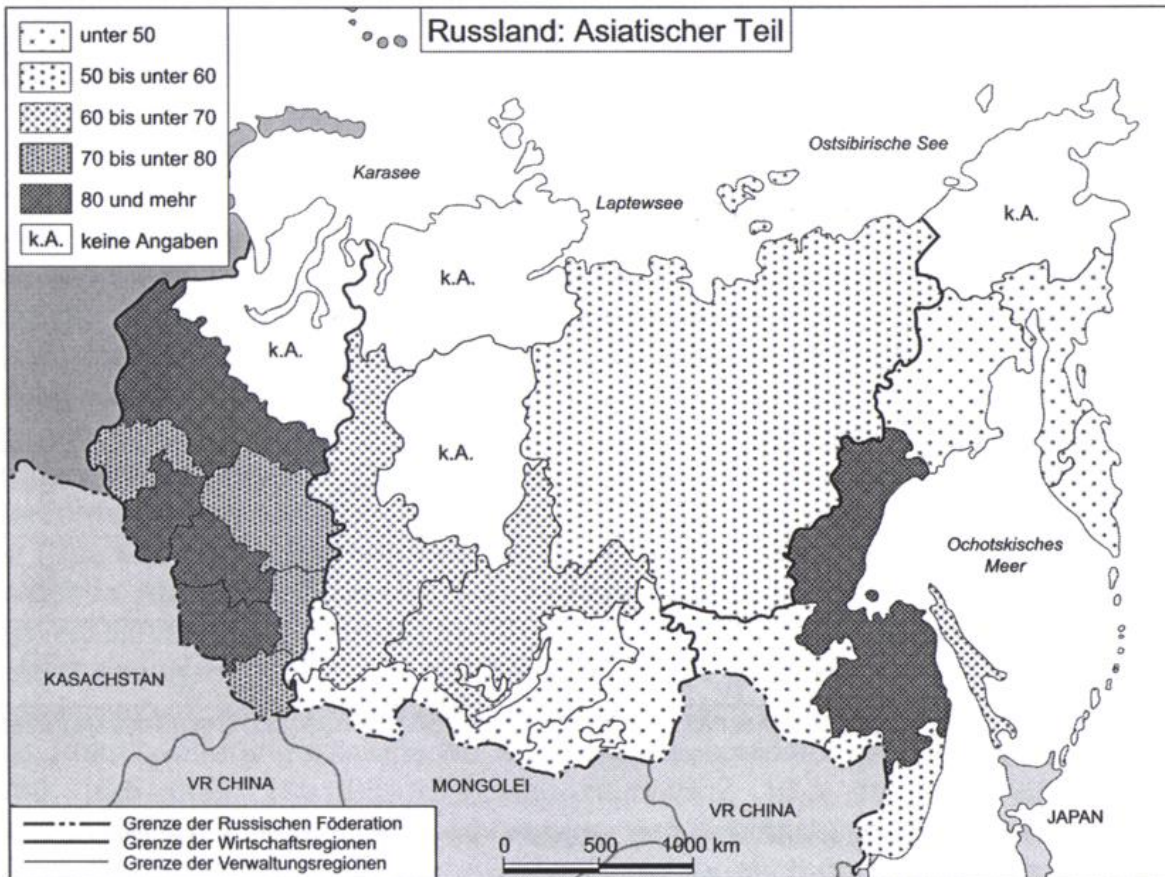 Russland: Asiatischer Teil
unter 50
50 bis unter 60
60 bis unter 70
70 bis unter 80
80 und mehr
k.A. keine Angaben
Karasee
Laptewsee
Ostsibirische See
k.A.
k.A.
k.A.
k.A.
Ochotskisches
Meer
KASACHSTAN
VR CHINA
MONGOLEI
VR CHINA
JAPAN
Grenze der Russischen Föderation
Grenze der Wirtschaftsregionen
Grenze der Verwaltungsregionen
0 500 1000 km